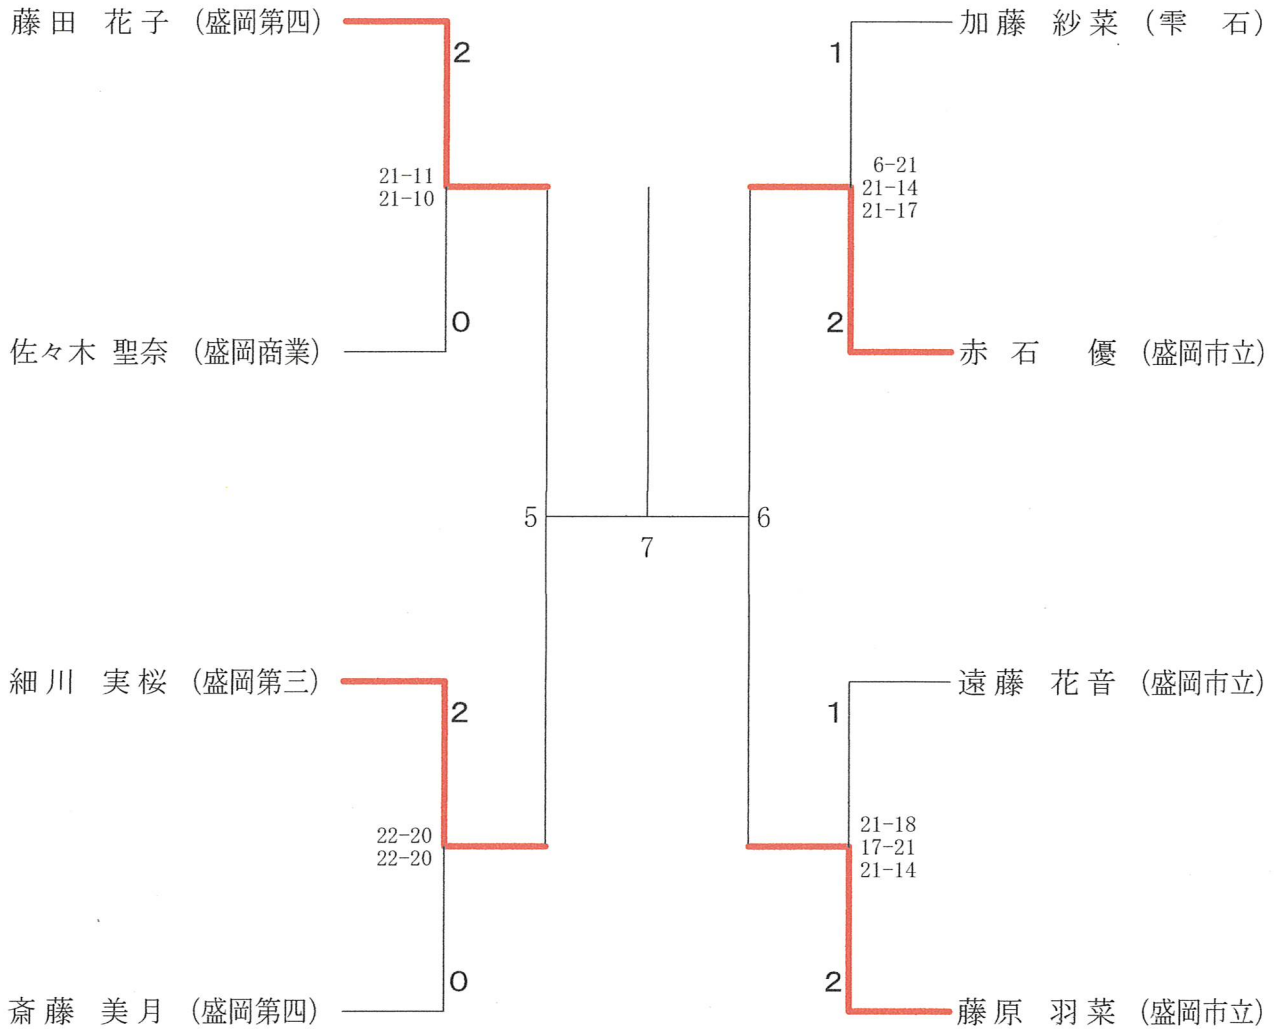 藤田 花子 (盛岡第四)
2
21-11
21-10
0
佐々木 聖奈 (盛岡商業)
加藤 紗菜 (雫 石)
1
6-21
21-14
21-17
2
赤石 優 (盛岡市立)
5
6
7
細川 実桜 (盛岡第三)
2
22-20
22-20
0
斎藤 美月 (盛岡第四)
遠藤 花音 (盛岡市立)
1
21-18
17-21
21-14
2
藤原 羽菜 (盛岡市立)